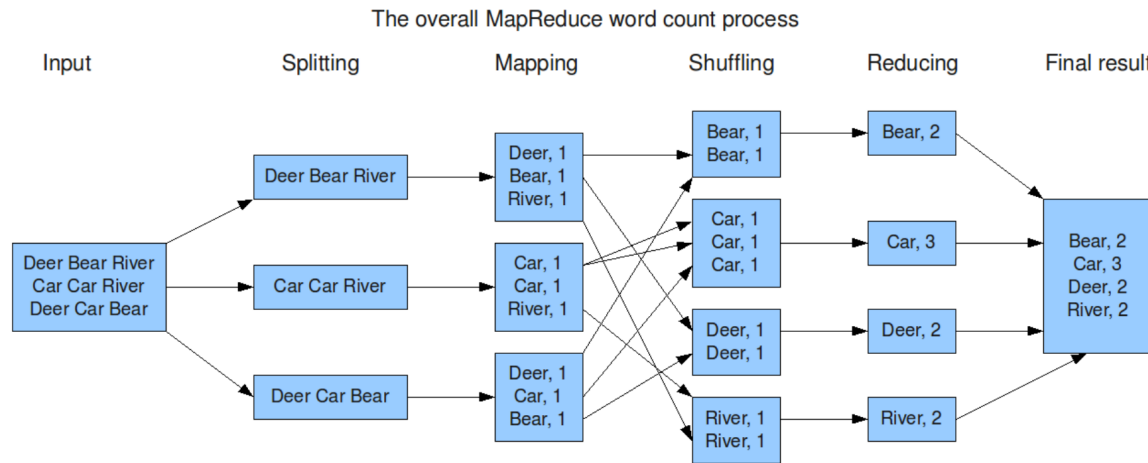 The overall MapReduce word count process
Input
Splitting
Mapping
Shuffling
Reducing
Final result
Deer Bear River
Car Car River
Deer Car Bear
Deer Bear River
Car Car River
Deer Car Bear
Deer, 1
Bear, 1
River, 1
Car, 1
Car, 1
River, 1
Deer, 1
Car, 1
Bear, 1
Bear, 1
Bear, 1
Car, 1
Car, 1
Car, 1
Deer, 1
Deer, 1
River, 1
River, 1
Bear, 2
Car, 3
Deer, 2
River, 2
Bear, 2
Car, 3
Deer, 2
River, 2